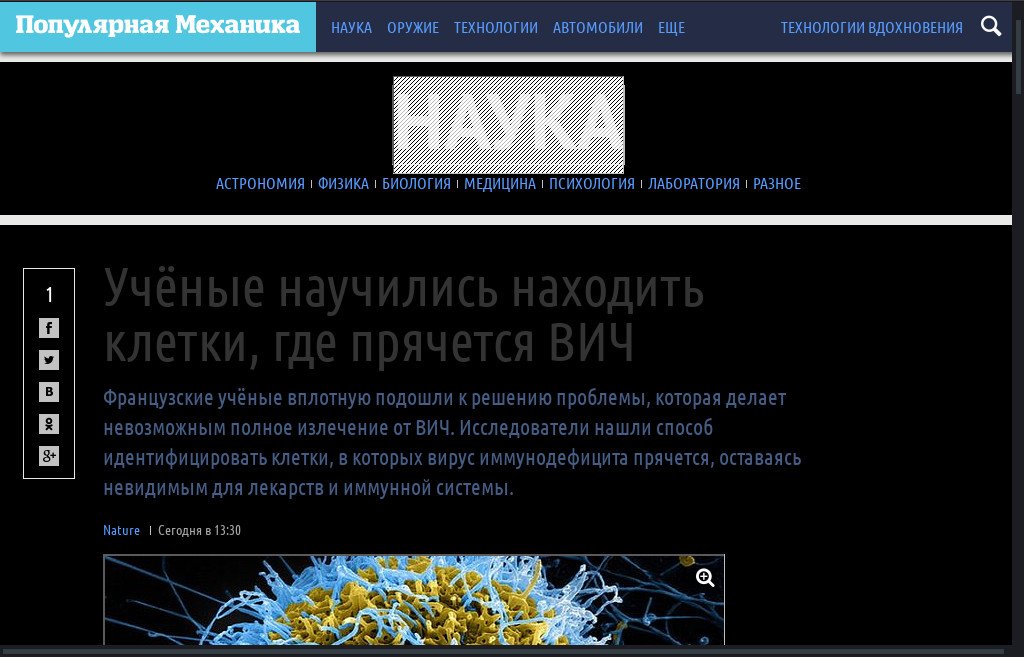 Популярная Механика
НАУКА ОРУЖИЕ ТЕХНОЛОГИИ АВТОМОБИЛИ ЕЩЕ ТЕХНОЛОГИИ ВДОХНОВЕНИЯ
НАУКА
АСТРОНОМИЯ ФИЗИКА БИОЛОГИЯ МЕДИЦИНА ПСИХОЛОГИЯ ЛАБОРАТОРИЯ РАЗНОЕ
1
Учёные научились находить
клетки, где прячется ВИЧ
Французские учёные вплотную подошли к решению проблемы, которая делает
невозможным полное излечение от ВИЧ. Исследователи нашли способ
идентифицировать клетки, в которых вирус иммунодефицита прячется, оставаясь
невидимым для лекарств и иммунной системы.
Nature | Сегодня в 13:30